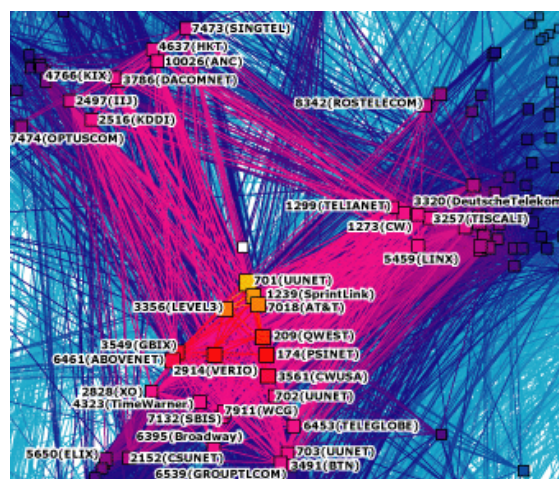 7473(SINGTEL)
4637(HKT)
10026(ANC)
4766(KIX)
3786(DACOMNET)
2497(IIJ)
8342(ROSTELECOM)
2516(KDDI)
7474(OPTUSCOM)
3320(DeutscheTelekom
1299(TELIANET)
3257(TISCALI)
1273(CW)
5459(LINX)
701(UUNET)
1239(SprintLink)
3356(LEVEL3)
7018(AT&T)
209(QWEST)
3549(GBIX)
6461(ABOVENET)
174(PSINET)
2914(VERIO)
3561(CWUSA)
2828(XO)
702(UUNET)
4323(TimeWarner)
7911(WCG)
7132(SBIS)
6453(TELEGLOBE)
6395(Broadway)
703(UUNET)
5650(ELIX)
2152(CSUNET)
3491(BTN)
6539(GROUPTLCOM)